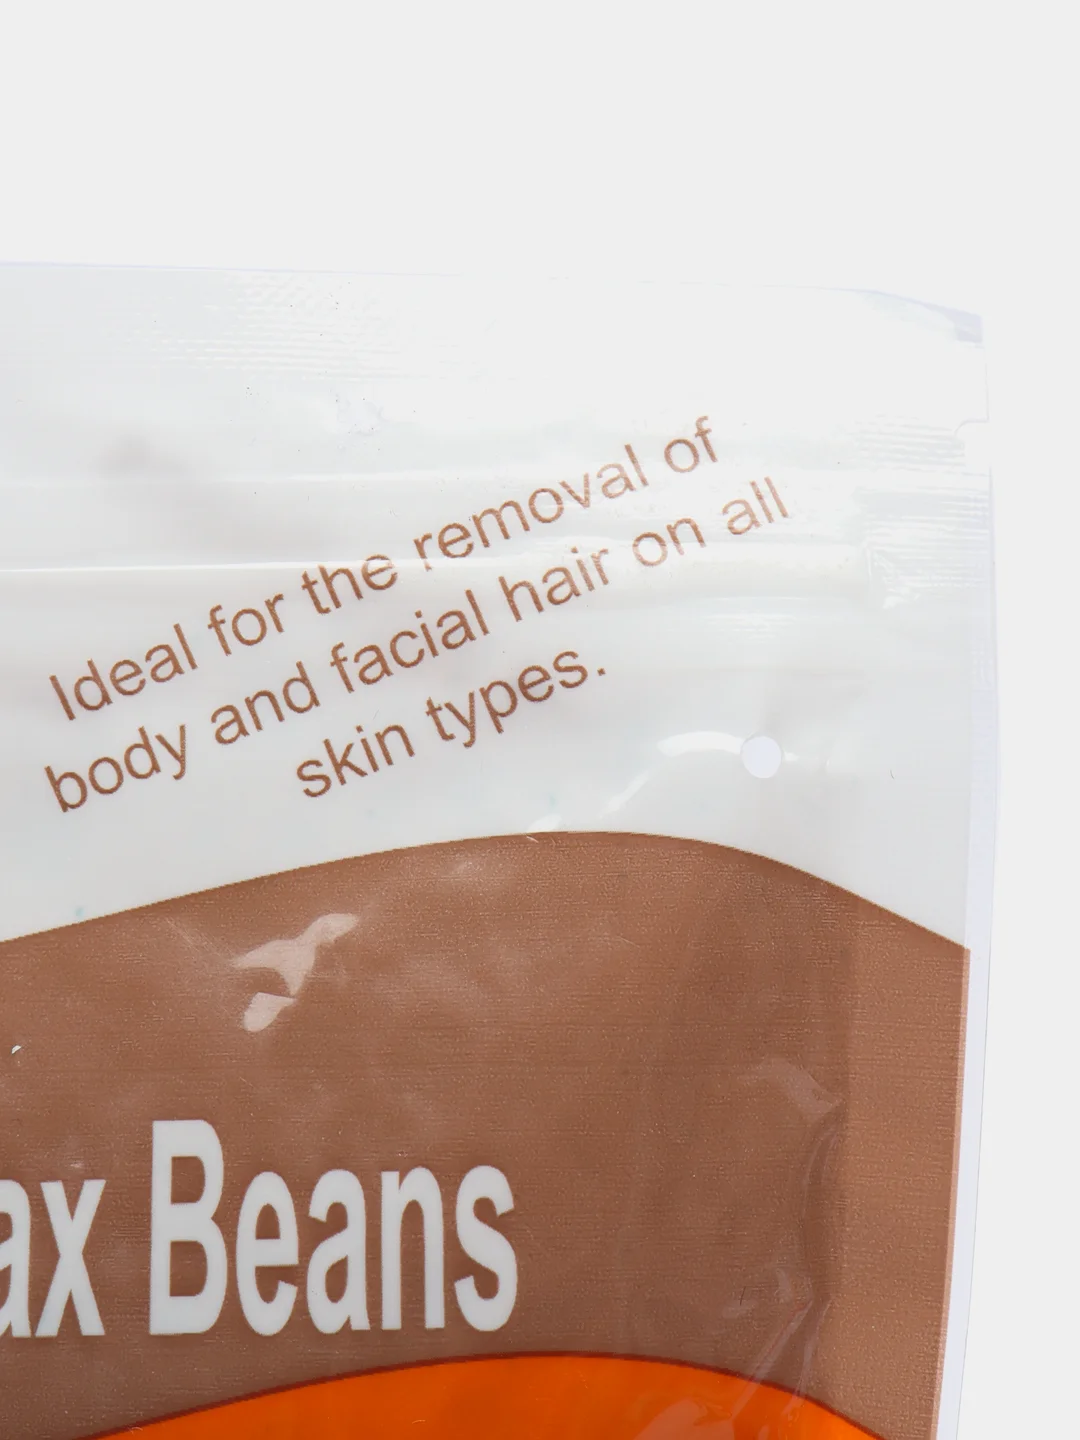 Ideal for the removal of
body and facial hair on all
skin types.
ax Beans